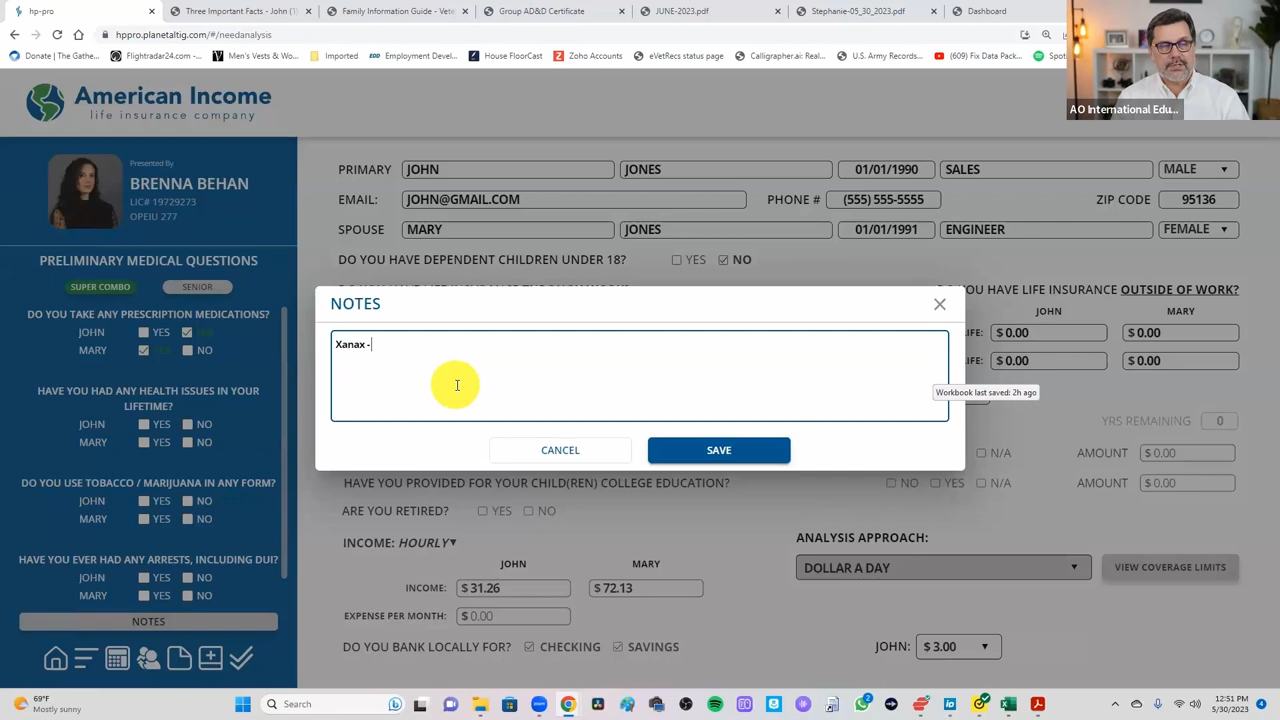 hp-pro
Three Important Facts - John (1)
Family Information Guide - Vete
Group AD&D Certificate
JUNE-2023.pdf
Stephanie-05_30_2023.pdf
Dashboard
hppro.planetaltig.com/#/needanalysis
Donate | The Gathe...
Flightradar24.com -...
Men's Vests & Wo...
Imported
EDD Employment Devel...
House FloorCast
Zoho Accounts
eVetRecs status page
Calligrapher.ai: Real...
U.S. Army Records...
(609) Fix Data Pack...
Spot
AO International Edu...
American Income
life insurance company
Presented By
BRENNA BEHAN
LIC# 19729273
OPEIU 277
PRELIMINARY MEDICAL QUESTIONS
SUPER COMBO SENIOR
DO YOU TAKE ANY PRESCRIPTION MEDICATIONS?
JOHN YES NO
MARY YES NO
HAVE YOU HAD ANY HEALTH ISSUES IN YOUR
LIFETIME?
JOHN YES NO
MARY YES NO
DO YOU USE TOBACCO / MARIJUANA IN ANY FORM?
JOHN YES NO
MARY YES NO
HAVE YOU EVER HAD ANY ARRESTS, INCLUDING DUI?
JOHN YES NO
MARY YES NO
NOTES
PRIMARY JOHN JONES 01/01/1990 SALES MALE
EMAIL: JOHN@GMAIL.COM PHONE # (555) 555-5555 ZIP CODE 95136
SPOUSE MARY JONES 01/01/1991 ENGINEER FEMALE
DO YOU HAVE DEPENDENT CHILDREN UNDER 18? YES NO
YOU HAVE LIFE INSURANCE OUTSIDE OF WORK?
JOHN MARY
LIFE: $ 0.00 $ 0.00
LIFE: $ 0.00 $ 0.00
NOTES
Xanax -
CANCEL SAVE
Workbook last saved: 2h ago
YRS REMAINING 0
N/A AMOUNT $ 0.00
HAVE YOU PROVIDED FOR YOUR CHILD(REN) COLLEGE EDUCATION? NO YES N/A AMOUNT $ 0.00
ARE YOU RETIRED? YES NO
INCOME: HOURLY
JOHN MARY
INCOME: $ 31.26 $ 72.13
EXPENSE PER MONTH: $ 0.00
DO YOU BANK LOCALLY FOR? CHECKING SAVINGS
ANALYSIS APPROACH:
DOLLAR A DAY VIEW COVERAGE LIMITS
JOHN: $ 3.00
69°F
Mostly sunny
Search
2
12:51 PM
5/30/2023